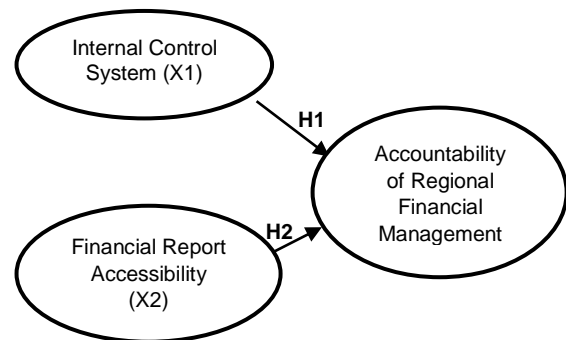 Internal Control
System (X1)
H1
Accountability
of Regional
Financial
Management
H2
Financial Report
Accessibility
(X2)